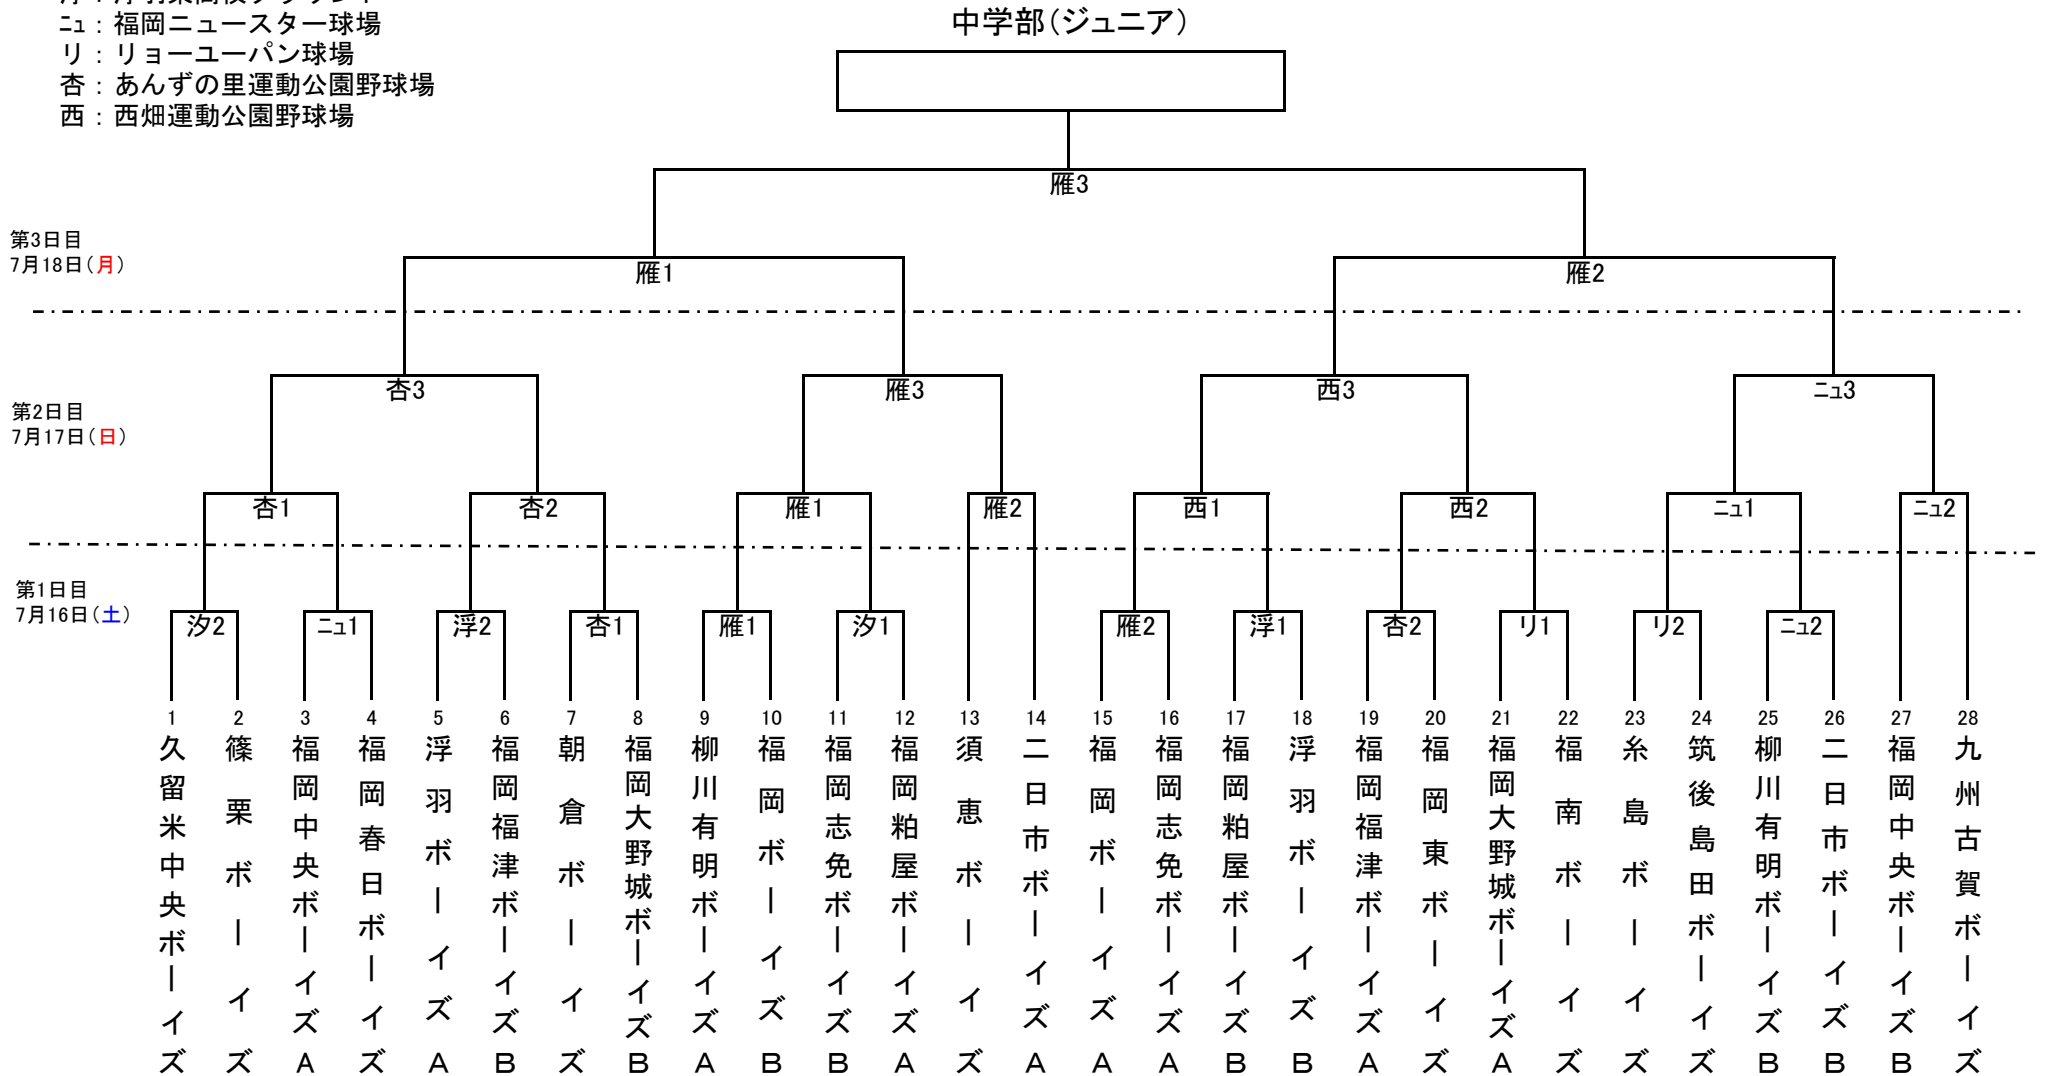 ﾆｭ：福岡ニュースター球場
リ：リョーユーパン球場
杏：あんずの里運動公園野球場
西：西畑運動公園野球場
中学部（ジュニア）
雁3
第3日目
7月18日（月）
雁1
雁2
杏3
雁3
西3
ﾆｭ3
第2日目
7月17日（日）
杏1
杏2
雁1
雁2
西1
西2
ﾆｭ1
ﾆｭ2
第1日目
7月16日（土）
汐2
ﾆｭ1
浮2
杏1
雁1
汐1
雁2
浮1
杏2
リ1
リ2
ﾆｭ2
1 久留米中央ボーイズ
2 篠栗ボーイズ
3 福岡中央ボーイズA
4 福岡春日ボーイズ
5 浮羽ボーイズA
6 福岡福津ボーイズB
7 朝倉ボーイズ
8 福岡大野城ボーイズB
9 柳川有明ボーイズA
10 福岡ボーイズB
11 福岡志免ボーイズB
12 福岡粕屋ボーイズA
13 須恵ボーイズ
14 二日市ボーイズA
15 福岡ボーイズA
16 福岡志免ボーイズA
17 福岡粕屋ボーイズB
18 浮羽ボーイズB
19 福岡福津ボーイズA
20 福岡東ボーイズ
21 福岡大野城ボーイズA
22 福南ボーイズ
23 糸島ボーイズ
24 筑後島田ボーイズ
25 柳川有明ボーイズB
26 二日市ボーイズB
27 福岡中央ボーイズB
28 九州古賀ボーイズ